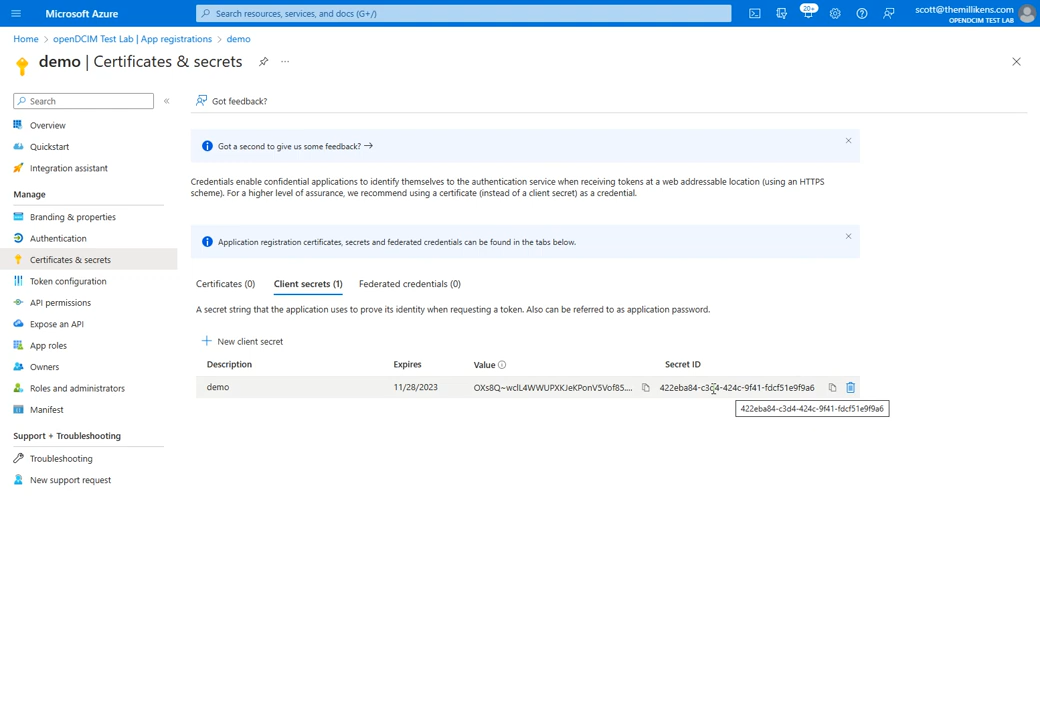 Microsoft Azure
Search resources, services, and docs (G+/)
20+
scott@themillikens.com
OPENDCIM TEST LAB
Home > openDCIM Test Lab | App registrations > demo
demo | Certificates & secrets
Search
Got feedback?
Overview
Quickstart
Integration assistant
Manage
Branding & properties
Authentication
Certificates & secrets
Token configuration
API permissions
Expose an API
App roles
Owners
Roles and administrators
Manifest
Support + Troubleshooting
Troubleshooting
New support request
Got a second to give us some feedback?
Credentials enable confidential applications to identify themselves to the authentication service when receiving tokens at a web addressable location (using an HTTPS
scheme). For a higher level of assurance, we recommend using a certificate (instead of a client secret) as a credential.
Application registration certificates, secrets and federated credentials can be found in the tabs below.
Certificates (0) Client secrets (1) Federated credentials (0)
A secret string that the application uses to prove its identity when requesting a token. Also can be referred to as application password.
New client secret
Description Expires Value Secret ID
demo 11/28/2023 OXs8Q~wclL4WWUPXKJeKPonV5Vof85.... 422eba84-c3d4-424c-9f41-fdcf51e9f9a6
422eba84-c3d4-424c-9f41-fdcf51e9f9a6